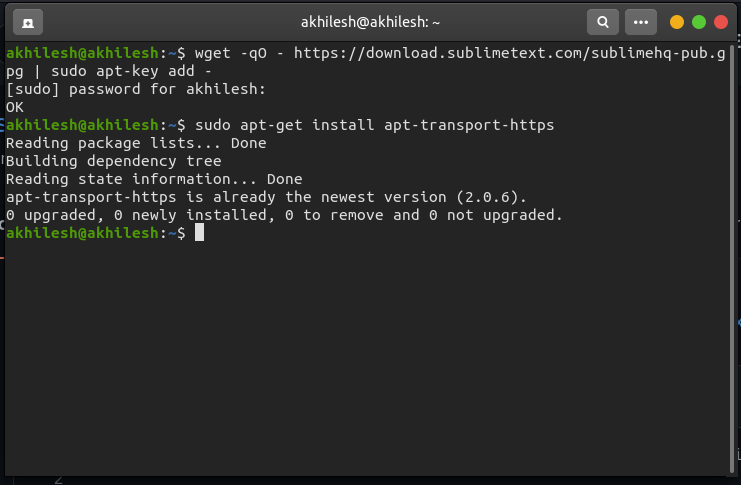 akhilesh@akhilesh: ~
akhilesh@akhilesh:~$ wget -qO - https://download.sublimetext.com/sublimehq-pub.g
pg | sudo apt-key add -
[sudo] password for akhilesh:
OK
akhilesh@akhilesh:~$ sudo apt-get install apt-transport-https
Reading package lists... Done
Building dependency tree
Reading state information... Done
apt-transport-https is already the newest version (2.0.6).
0 upgraded, 0 newly installed, 0 to remove and 0 not upgraded.
akhilesh@akhilesh:~$
2